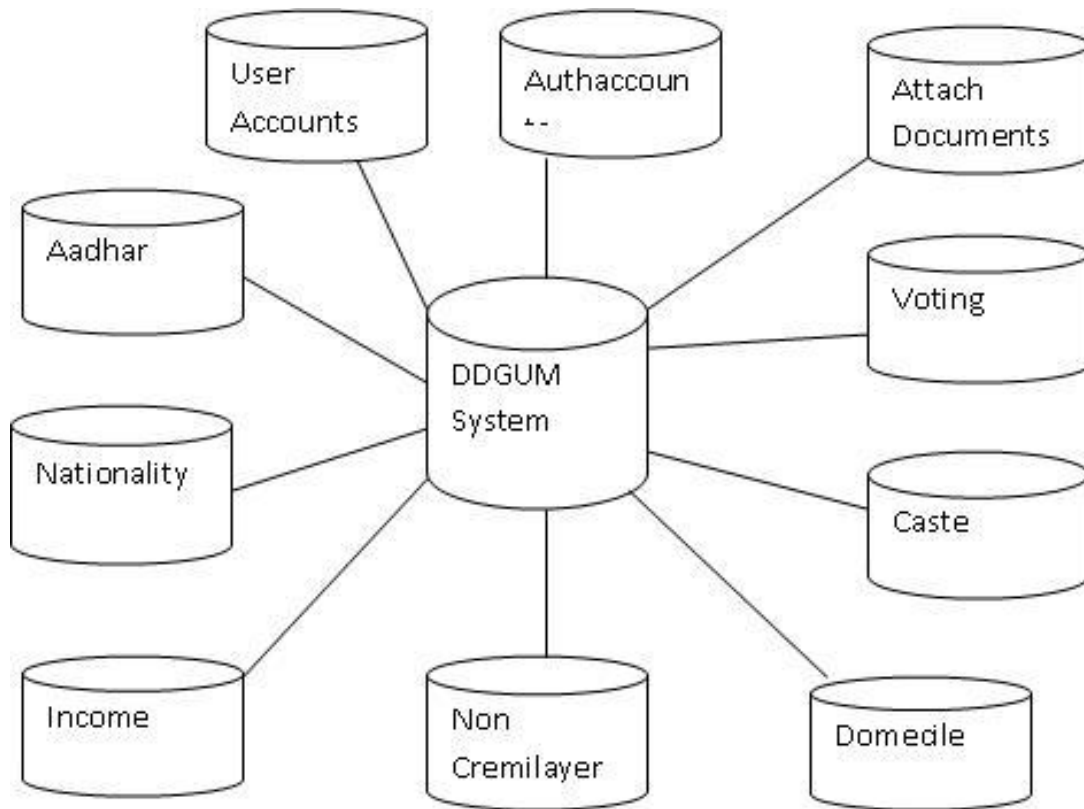 User
Accounts
Authaccoun
Attach
Documents
Aadhar
Voting
DDGUM
System
Nationality
Caste
Income
Non
Cremilayer
Domecile